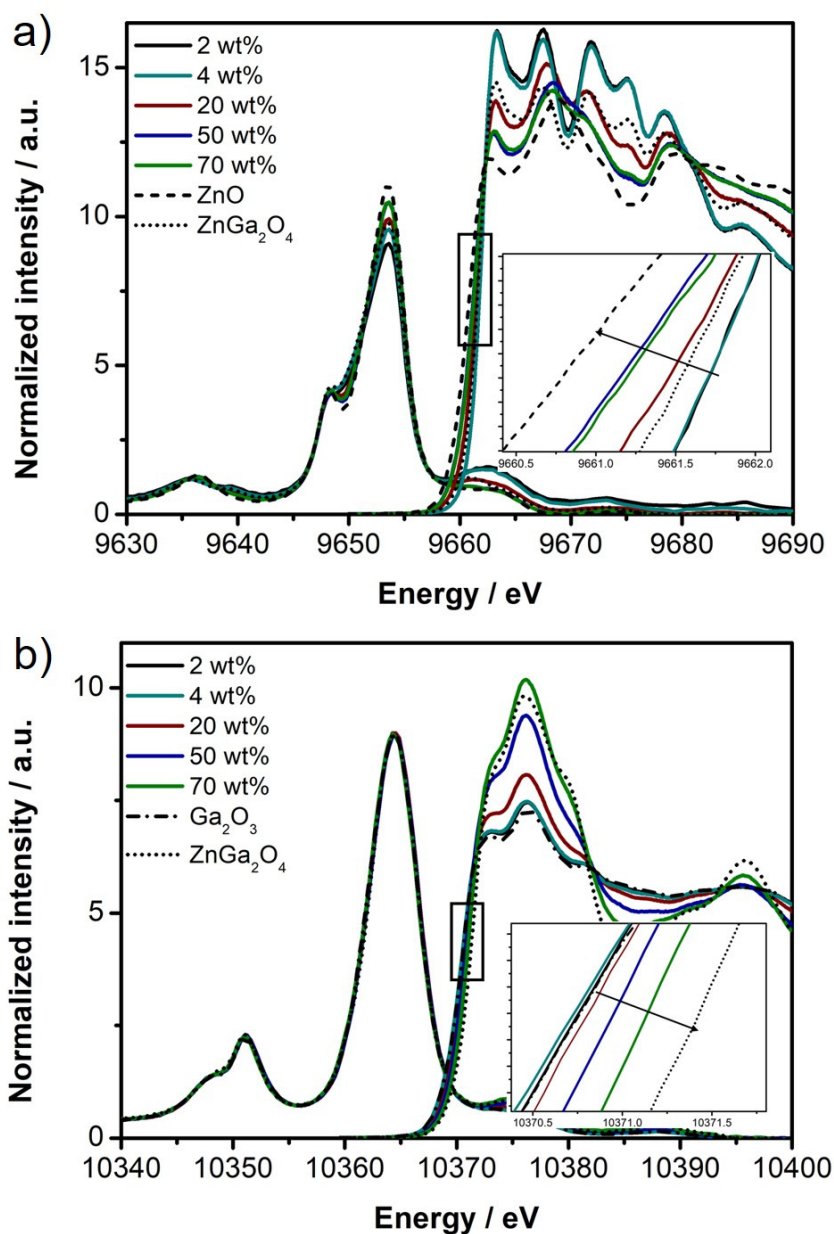 a)
2 wt%
4 wt%
20 wt%
50 wt%
70 wt%
ZnO
ZnGa₂O₄
Normalized intensity / a.u.
15
10
5
0
9660.5 9661.0 9661.5 9662.0
9630 9640 9650 9660 9670 9680 9690
Energy / eV
b)
2 wt%
4 wt%
20 wt%
50 wt%
70 wt%
Ga₂O₃
ZnGa₂O₄
Normalized intensity / a.u.
10
5
0
10370.5 10371.0 10371.5
10340 10350 10360 10370 10380 10390 10400
Energy / eV